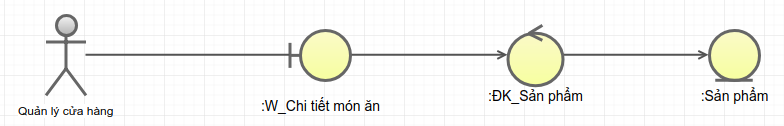 Quản lý cửa hàng
:W_Chi tiết món ăn
:ĐK_Sản phẩm
:Sản phẩm